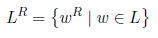 L^R = {w^R | w ∈ L}